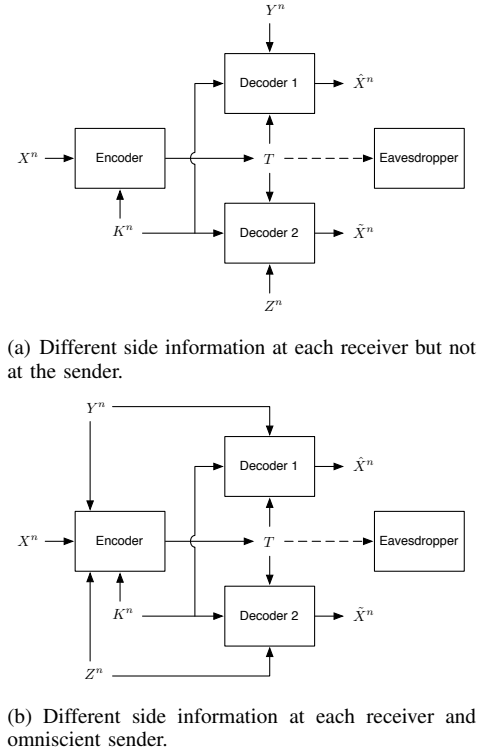 Y^n
Decoder 1
X̂^n
X^n
Encoder
T
Eavesdropper
K^n
Decoder 2
X̃^n
Z^n
(a) Different side information at each receiver but not
at the sender.
Y^n
Decoder 1
X̂^n
X^n
Encoder
T
Eavesdropper
K^n
Decoder 2
X̃^n
Z^n
(b) Different side information at each receiver and
omniscient sender.